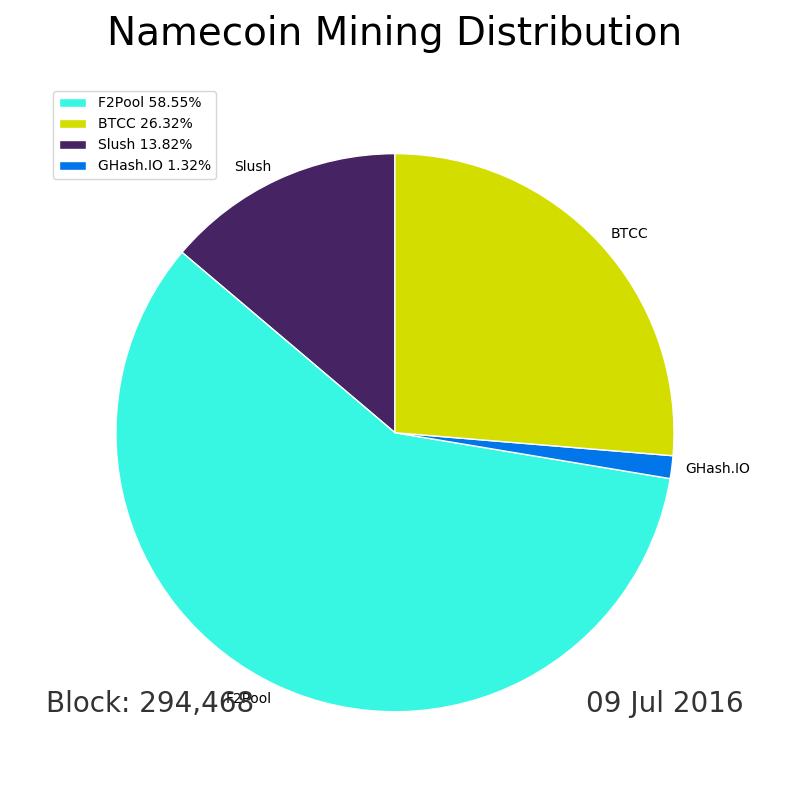 Namecoin Mining Distribution
F2Pool 58.55%
BTCC 26.32%
Slush 13.82%
GHash.IO 1.32%
Slush
BTCC
GHash.IO
F2Pool
Block: 294,468
09 Jul 2016